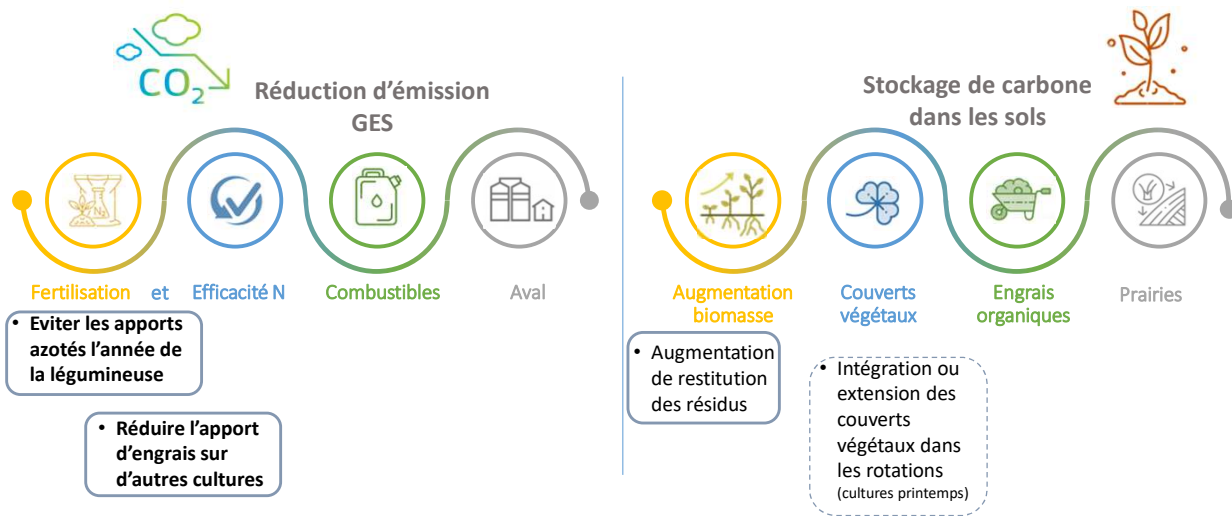 CO₂
Réduction d'émission
GES
Fertilisation et Efficacité N
Combustibles
Aval
• Eviter les apports
azotés l'année de
la légumineuse
• Réduire l'apport
d'engrais sur
d'autres cultures
Stockage de carbone
dans les sols
Augmentation
biomasse
Couverts
végétaux
Engrais
organiques
Prairies
• Augmentation
de restitution
des résidus
• Intégration ou
extension des
couverts
végétaux dans
les rotations
(cultures printemps)